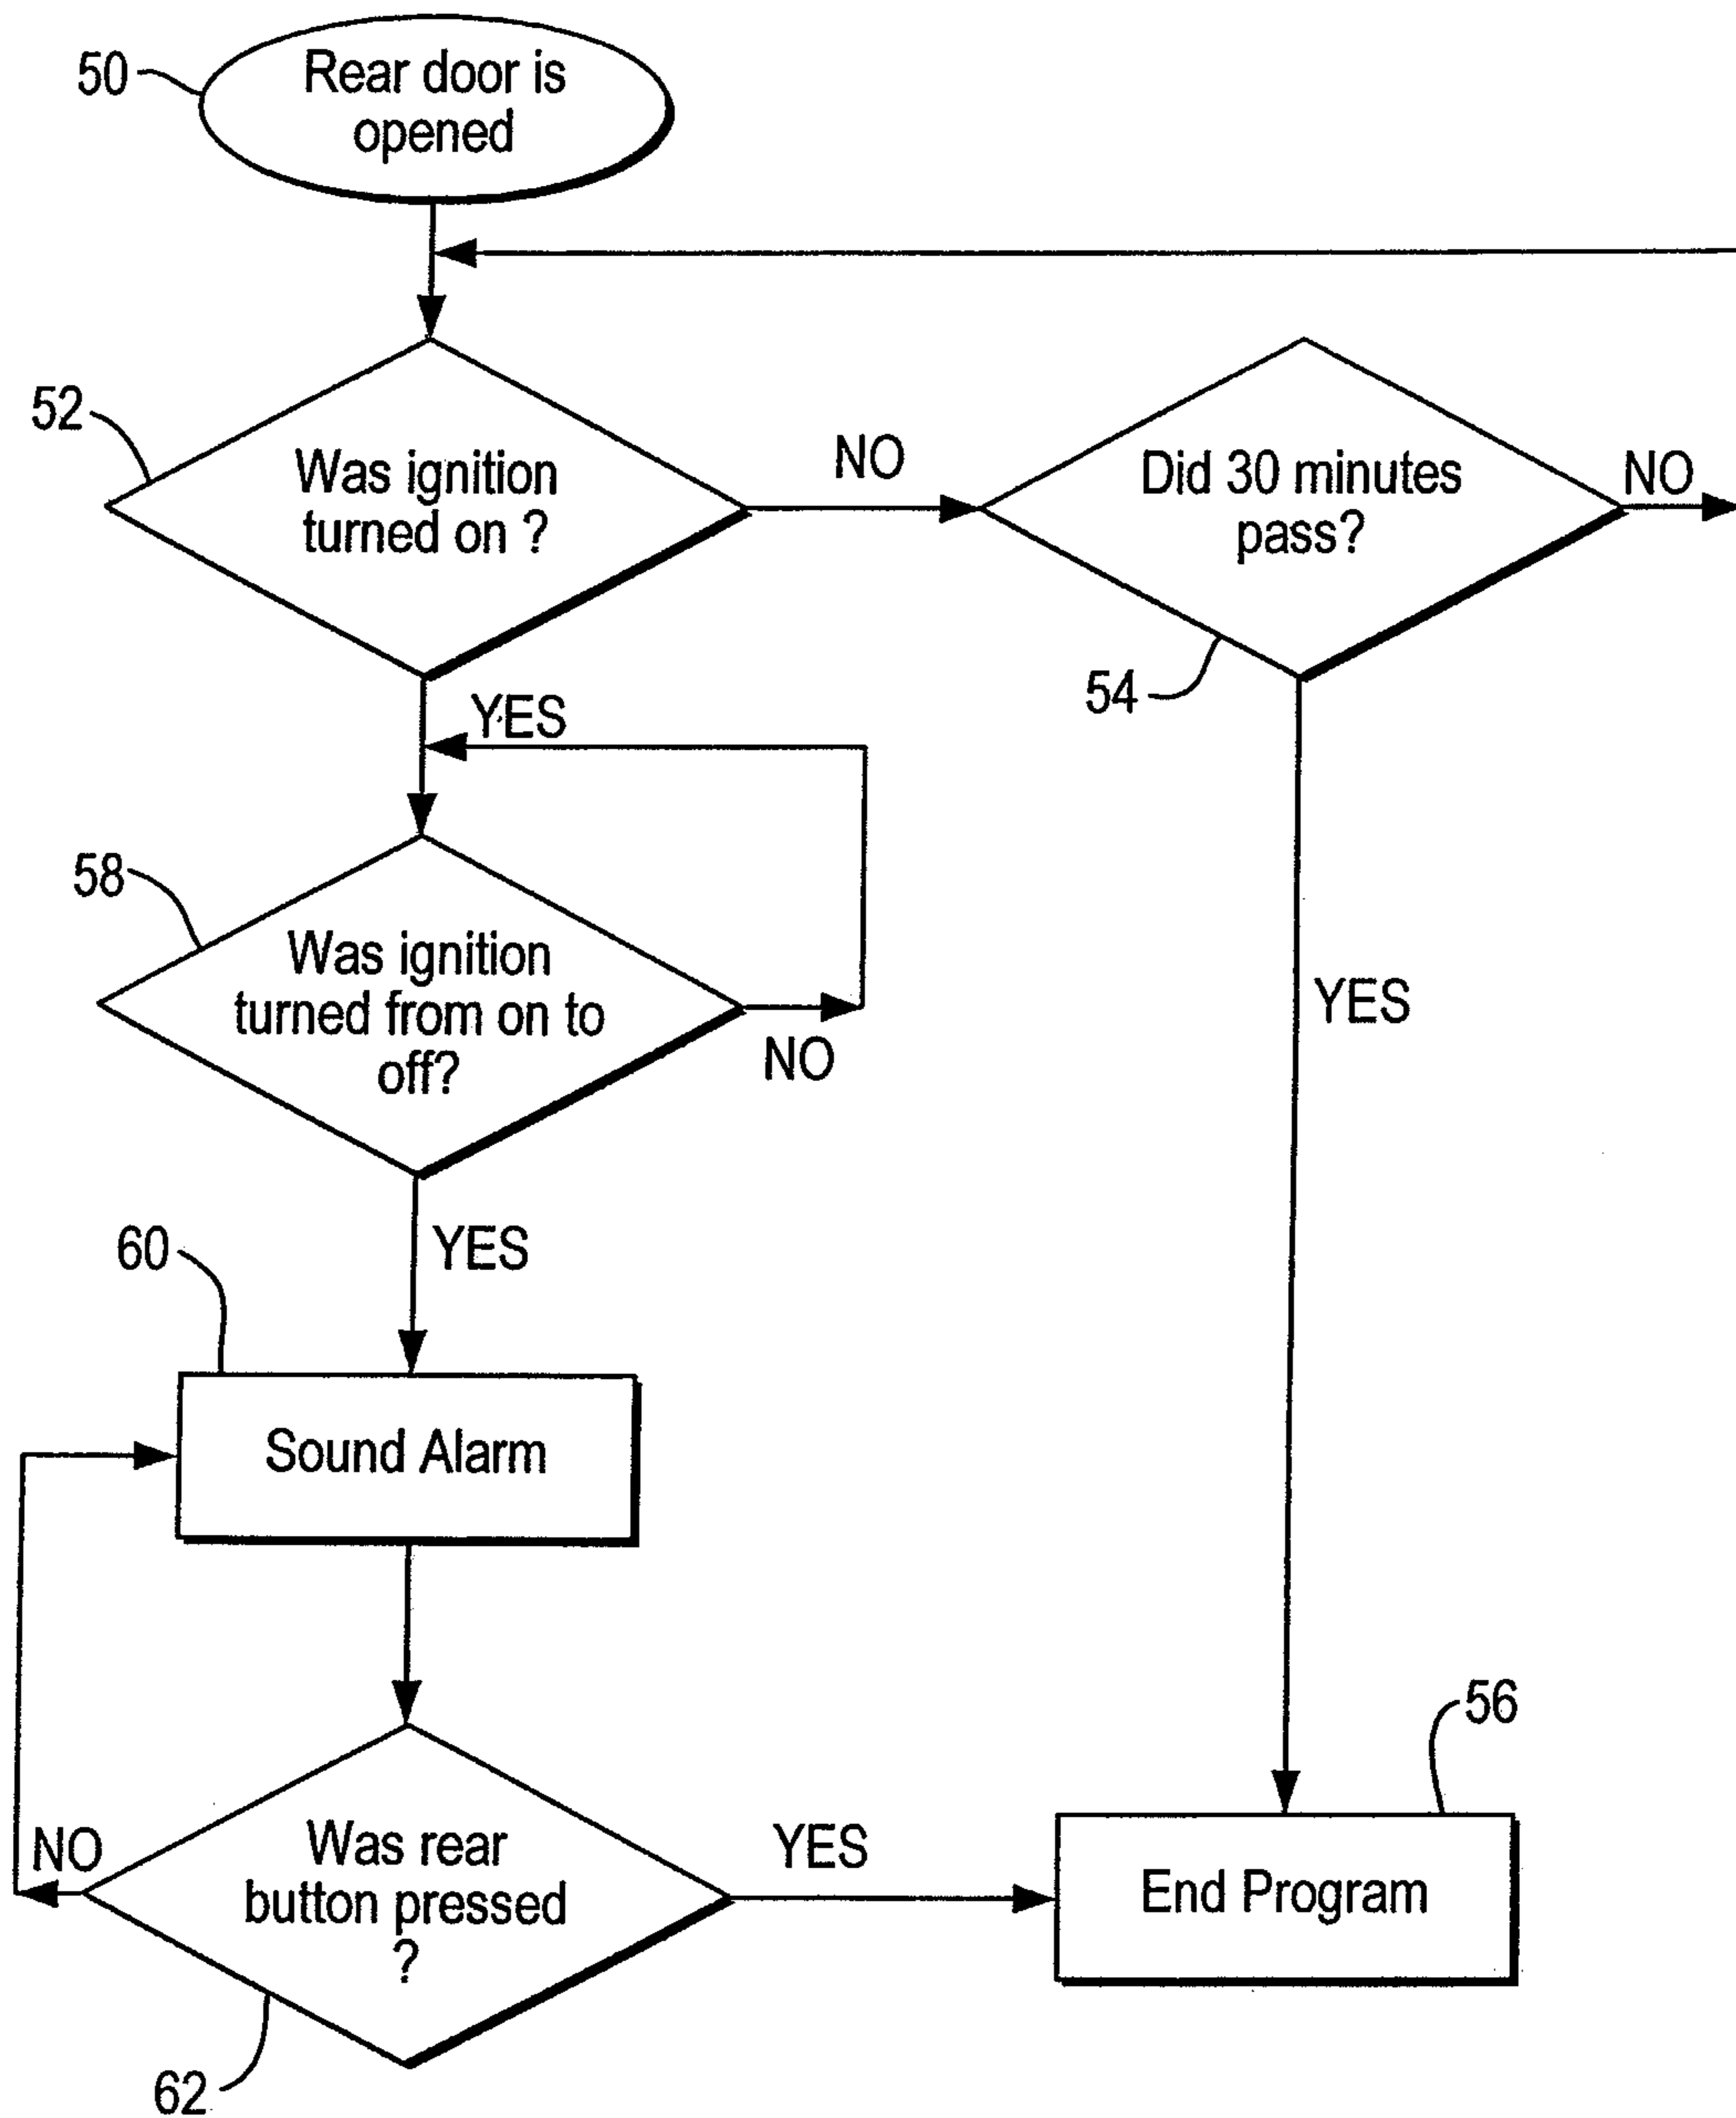 50
Rear door is
opened
52
Was ignition
turned on ?
NO
Did 30 minutes
pass?
NO
54
YES
58
Was ignition
turned from on to
off?
NO
YES
YES
60
Sound Alarm
NO
Was rear
button pressed
?
YES
56
End Program
62